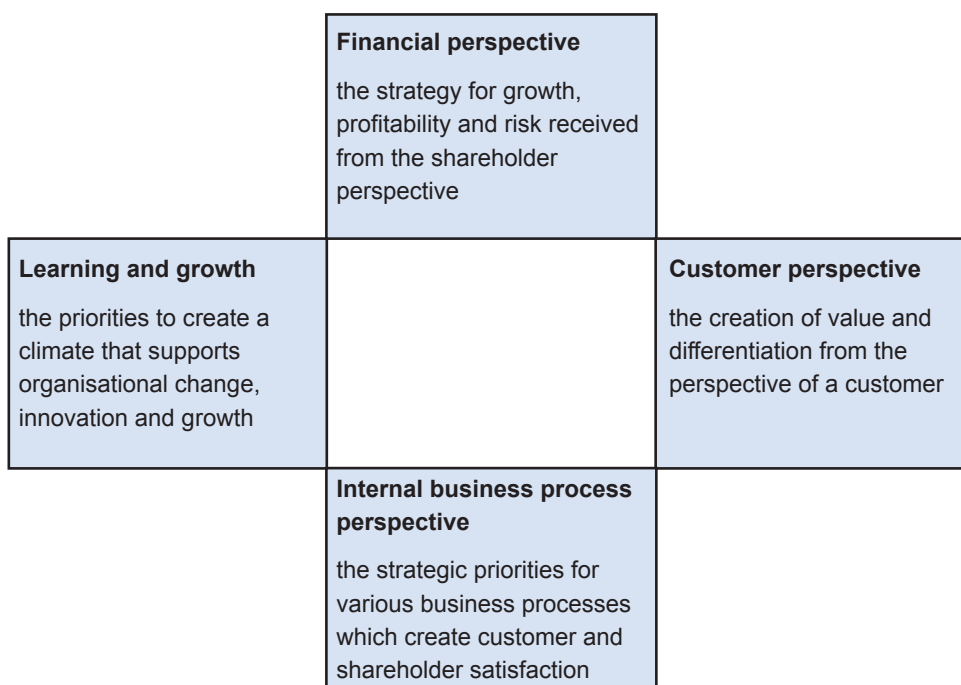 Financial perspective
the strategy for growth,
profitability and risk received
from the shareholder
perspective
Learning and growth
the priorities to create a
climate that supports
organisational change,
innovation and growth
Customer perspective
the creation of value and
differentiation from the
perspective of a customer
Internal business process
perspective
the strategic priorities for
various business processes
which create customer and
shareholder satisfaction